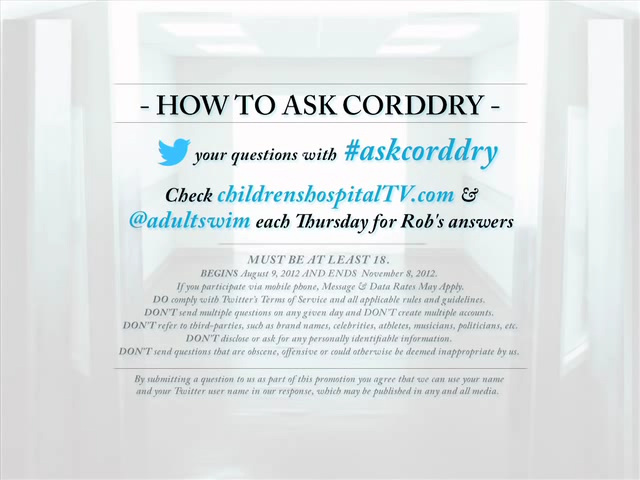 - HOW TO ASK CORDDRY -
your questions with #askcorddry
Check childrenshospitalTV.com &
@adultswim each Thursday for Rob's answers
MUST BE AT LEAST 18.
BEGINS August 9, 2012 AND ENDS November 8, 2012.
If you participate via mobile phone, Message & Data Rates May Apply.
DO comply with Twitter's Terms of Service and all applicable rules and guidelines.
DON'T send multiple questions on any given day and DON'T create multiple accounts.
DON'T refer to third-parties, such as brand names, celebrities, athletes, musicians, politicians, etc.
DON'T disclose or ask for any personally identifiable information.
DON'T send questions that are obscene, offensive or could otherwise be deemed inappropriate by us.
By submitting a question to us as part of this promotion you agree that we can use your name
and your Twitter user name in our response, which may be published in any and all media.